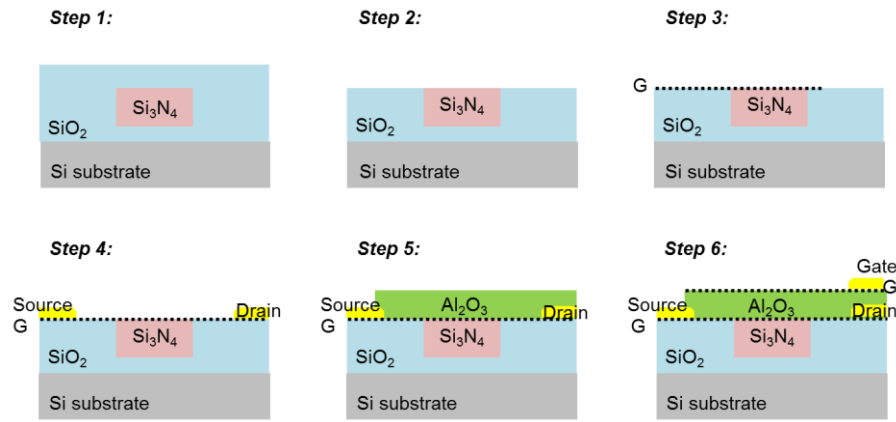 Step 1:
Step 2:
Step 3:
Si₃N₄
SiO₂
Si substrate
Si₃N₄
SiO₂
Si substrate
G
Si₃N₄
SiO₂
Si substrate
Step 4:
Step 5:
Step 6:
Source
Drain
G
Si₃N₄
SiO₂
Si substrate
Source
Al₂O₃
Drain
G
Si₃N₄
SiO₂
Si substrate
Gate
G
Source
Al₂O₃
Drain
G
Si₃N₄
SiO₂
Si substrate